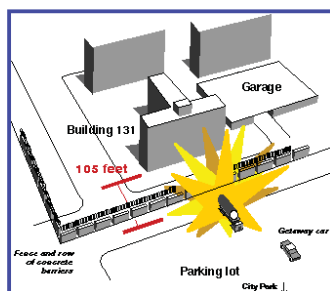 Garage
Building 131
105 feet
Fence and row
of concrete
barriers
Getaway car
Parking lot
City Park